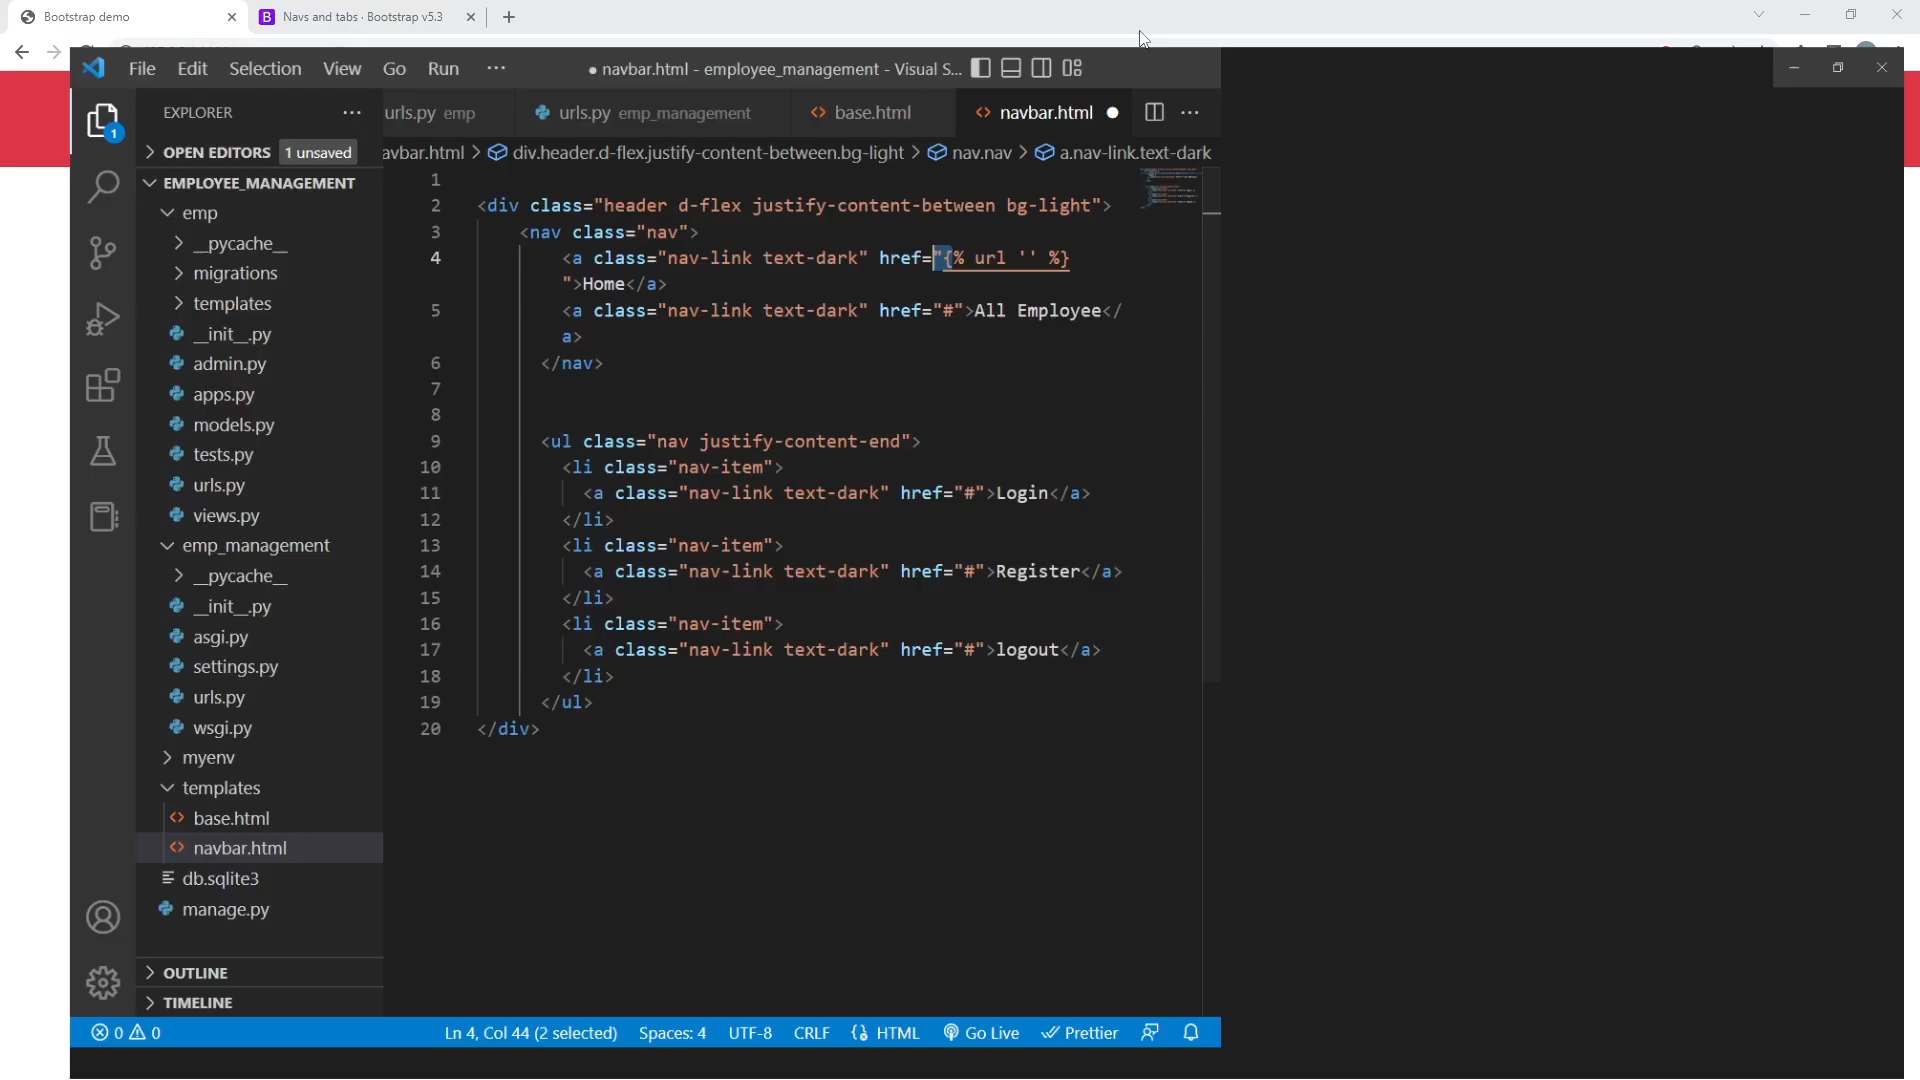 Bootstrap demo
Navs and tabs · Bootstrap v5.3
File Edit Selection View Go Run ···
● navbar.html - employee_management - Visual S...
EXPLORER
urls.py emp
urls.py emp_management
base.html
navbar.html
OPEN EDITORS 1 unsaved
avbar.html > div.header.d-flex.justify-content-between.bg-light > nav.nav > a.nav-link.text-dark
EMPLOYEE_MANAGEMENT
emp
__pycache__
migrations
templates
__init__.py
admin.py
apps.py
models.py
tests.py
urls.py
views.py
emp_management
__pycache__
__init__.py
asgi.py
settings.py
urls.py
wsgi.py
myenv
templates
base.html
navbar.html
db.sqlite3
manage.py
OUTLINE
TIMELINE
1
2 <div class="header d-flex justify-content-between bg-light">
3 <nav class="nav">
4 <a class="nav-link text-dark" href="{% url '' %}
">Home</a>
5 <a class="nav-link text-dark" href="#">All Employee</
a>
6 </nav>
7
8
9 <ul class="nav justify-content-end">
10 <li class="nav-item">
11 <a class="nav-link text-dark" href="#">Login</a>
12 </li>
13 <li class="nav-item">
14 <a class="nav-link text-dark" href="#">Register</a>
15 </li>
16 <li class="nav-item">
17 <a class="nav-link text-dark" href="#">logout</a>
18 </li>
19 </ul>
20 </div>
1
0 0
Ln 4, Col 44 (2 selected) Spaces: 4 UTF-8 CRLF HTML Go Live Prettier